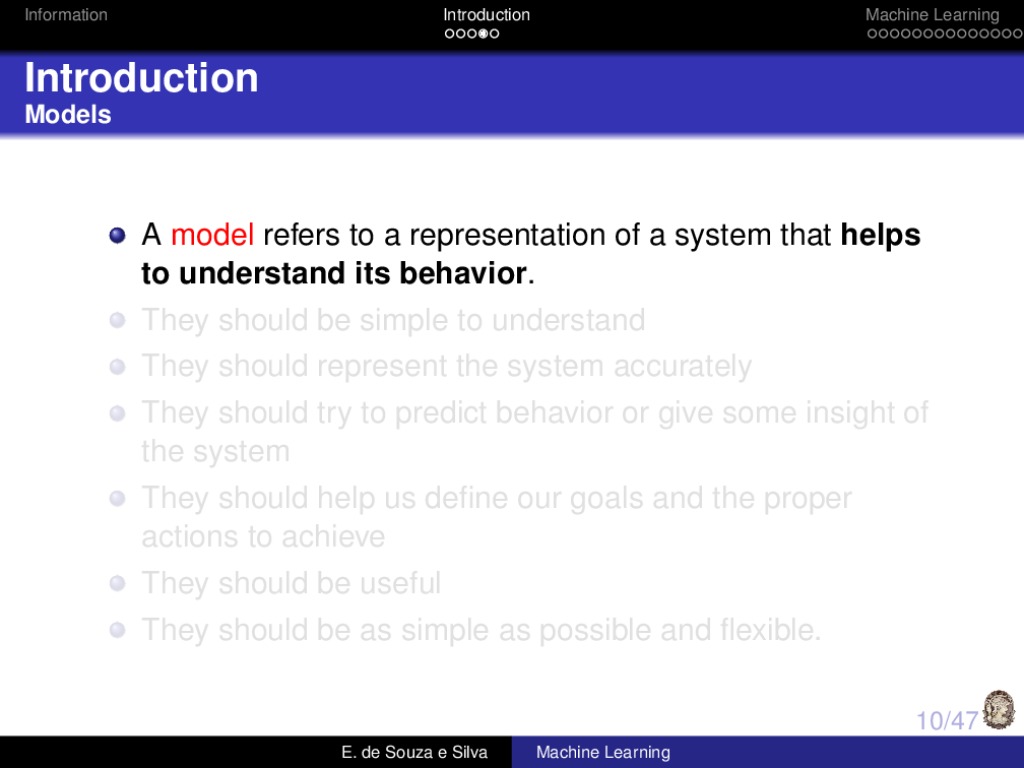 Information Introduction Machine Learning
Introduction
Models
A model refers to a representation of a system that helps
to understand its behavior.
They should be simple to understand
They should represent the system accurately
They should try to predict behavior or give some insight of
the system
They should help us define our goals and the proper
actions to achieve
They should be useful
They should be as simple as possible and flexible.
10/47
E. de Souza e Silva Machine Learning